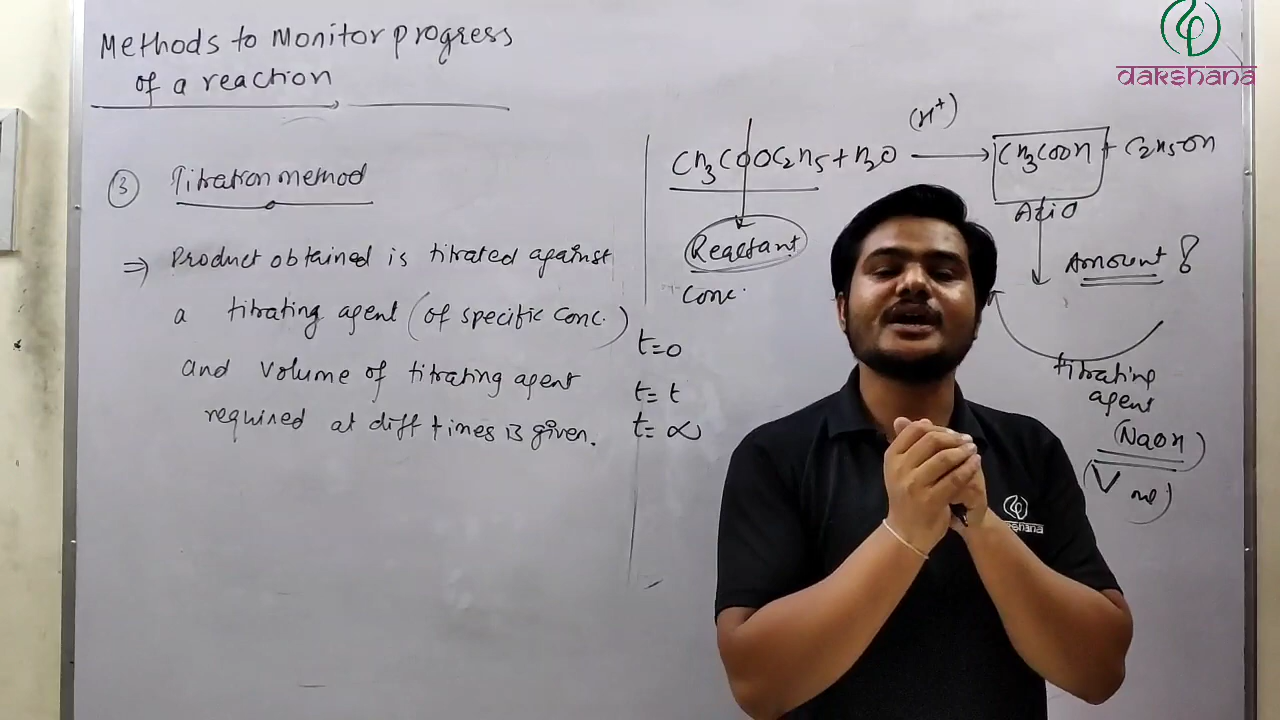 Methods to Monitor progress
of a reaction
③ Titration method
⇒ Product obtained is titrated against
a titrating agent (of specific conc.)
and volume of titrating agent
required at diff times is given.
(H+)
CH3COOC2H5 + H2O → CH3COOH + C2H5OH
Acid
Reactant
conc.
Amount ?
t=0
t= t
t= ∞
titrating
agent
(NaOH)
(V ml)
dakshana
kshana